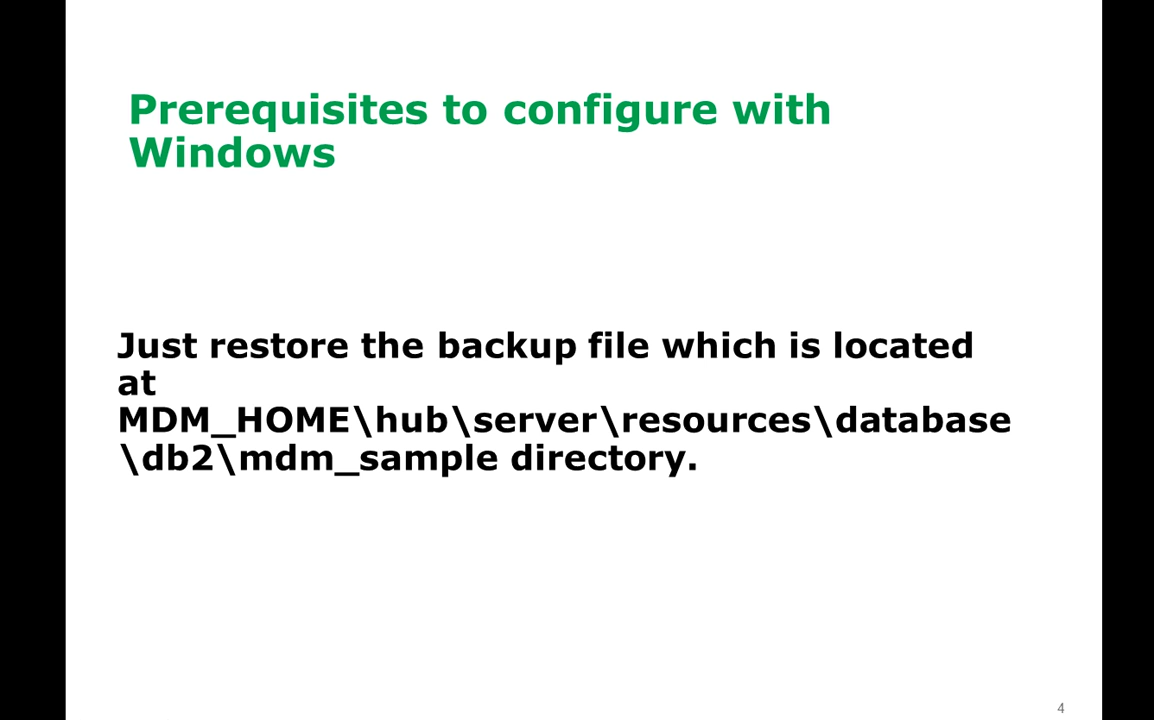 Prerequisites to configure with
Windows
Just restore the backup file which is located
at
MDM_HOME\hub\server\resources\database
\db2\mdm_sample directory.
4